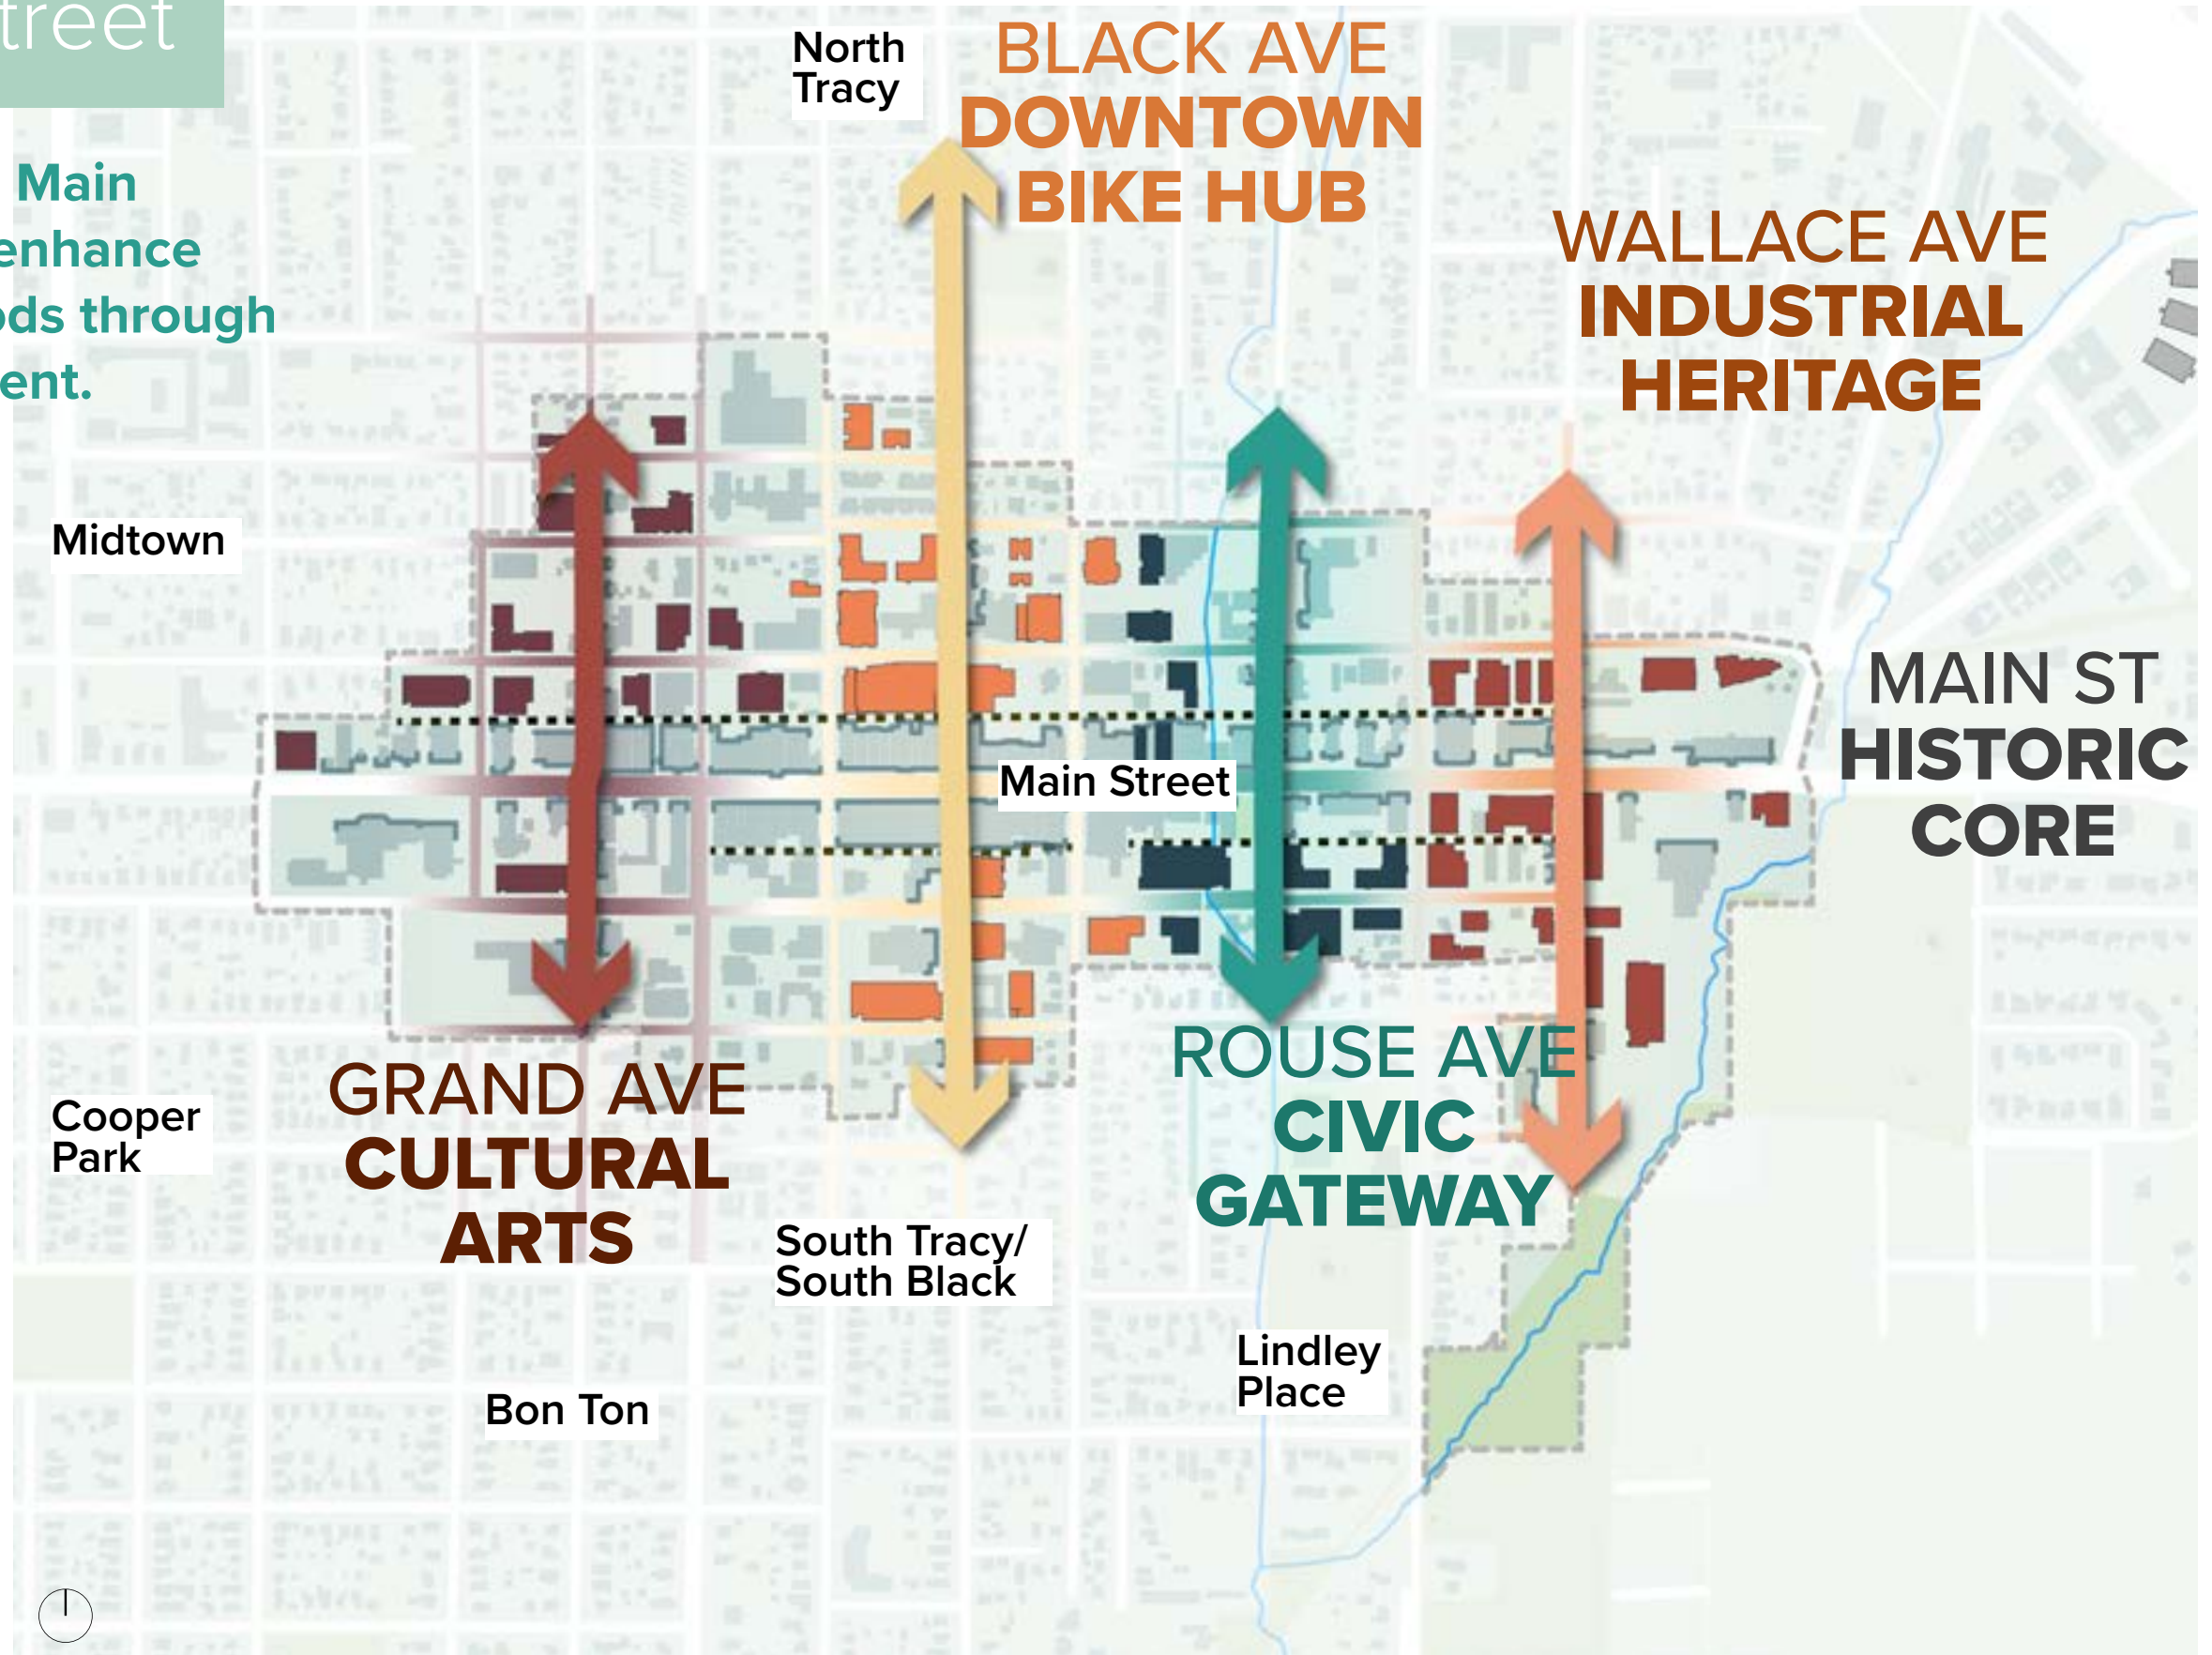 treet
Main
enhance
ods through
ent.
North
Tracy
BLACK AVE
DOWNTOWN
BIKE HUB
WALLACE AVE
INDUSTRIAL
HERITAGE
Midtown
MAIN ST
HISTORIC
CORE
Main Street
GRAND AVE
CULTURAL
ARTS
ROUSE AVE
CIVIC
GATEWAY
Cooper
Park
South Tracy/
South Black
Lindley
Place
Bon Ton